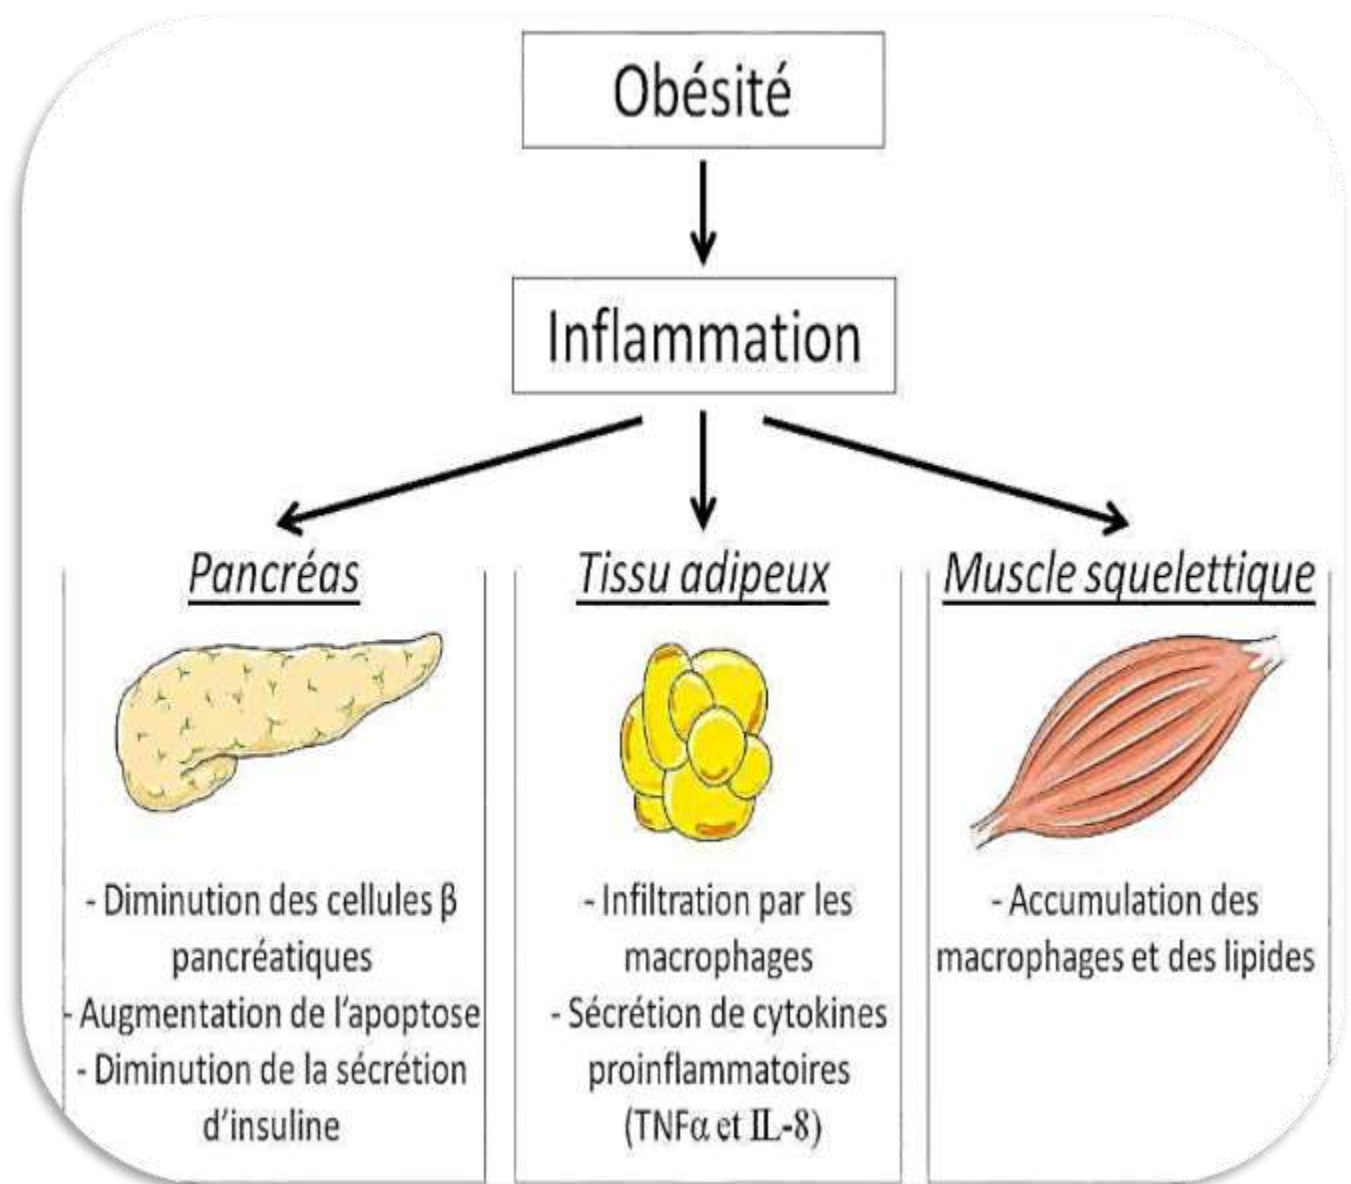 Obésité
Inflammation
Pancréas
- Diminution des cellules β
pancréatiques
- Augmentation de l'apoptose
- Diminution de la sécrétion
d'insuline
Tissu adipeux
- Infiltration par les
macrophages
- Sécrétion de cytokines
proinflammatoires
(TNFα et IL-8)
Muscle squelettique
- Accumulation des
macrophages et des lipides